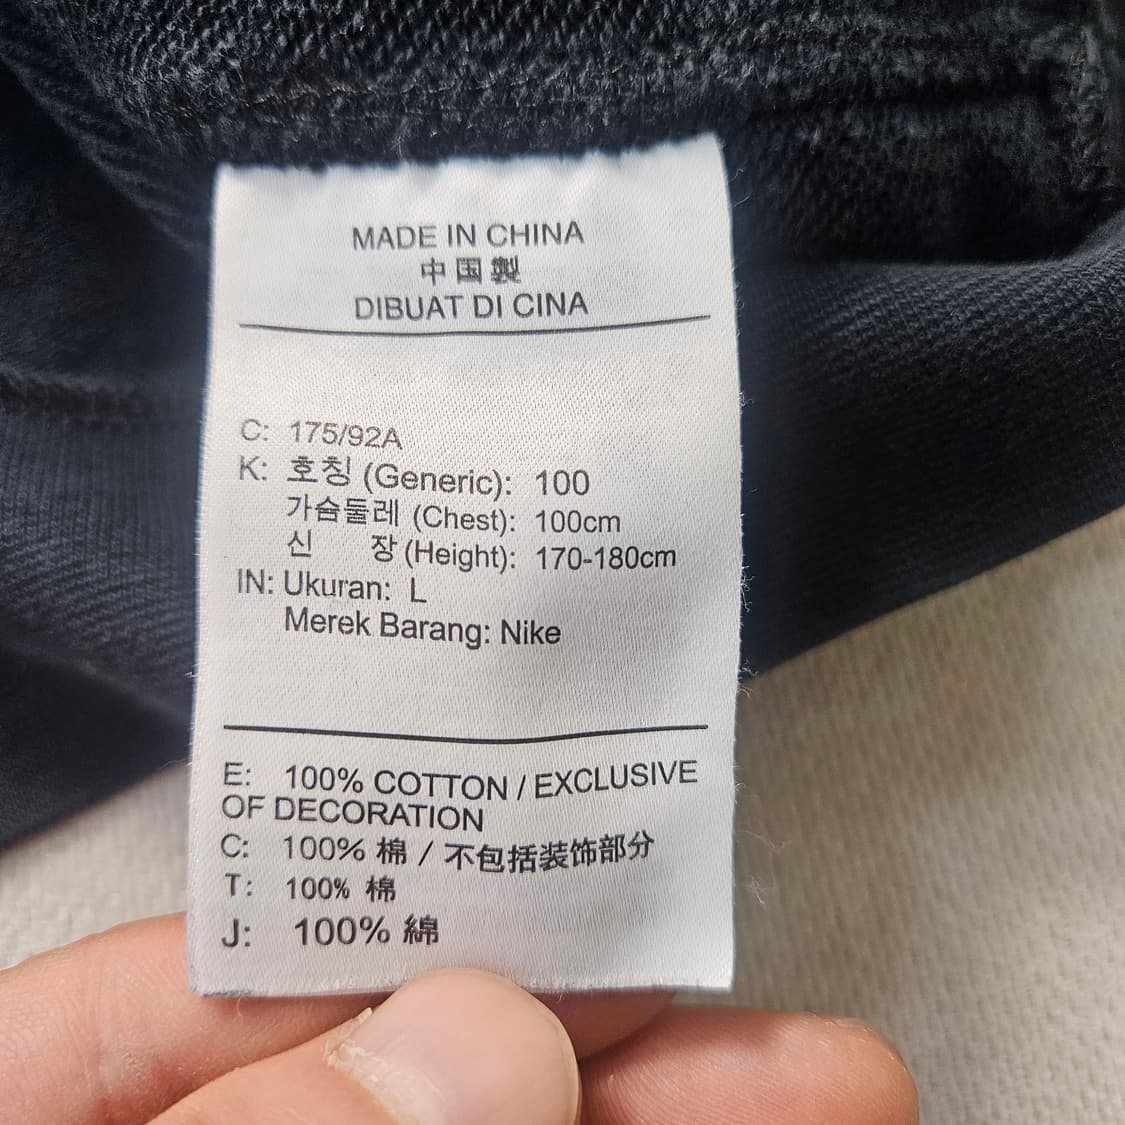 MADE IN CHINA
中国製
DIBUAT DI CINA
C: 175/92A
K: 호칭 (Generic): 100
가슴둘레 (Chest): 100cm
신 장 (Height): 170-180cm
IN: Ukuran: L
Merek Barang: Nike
E: 100% COTTON / EXCLUSIVE
OF DECORATION
C: 100% 棉 / 不包括装饰部分
T: 100% 棉
J: 100% 綿